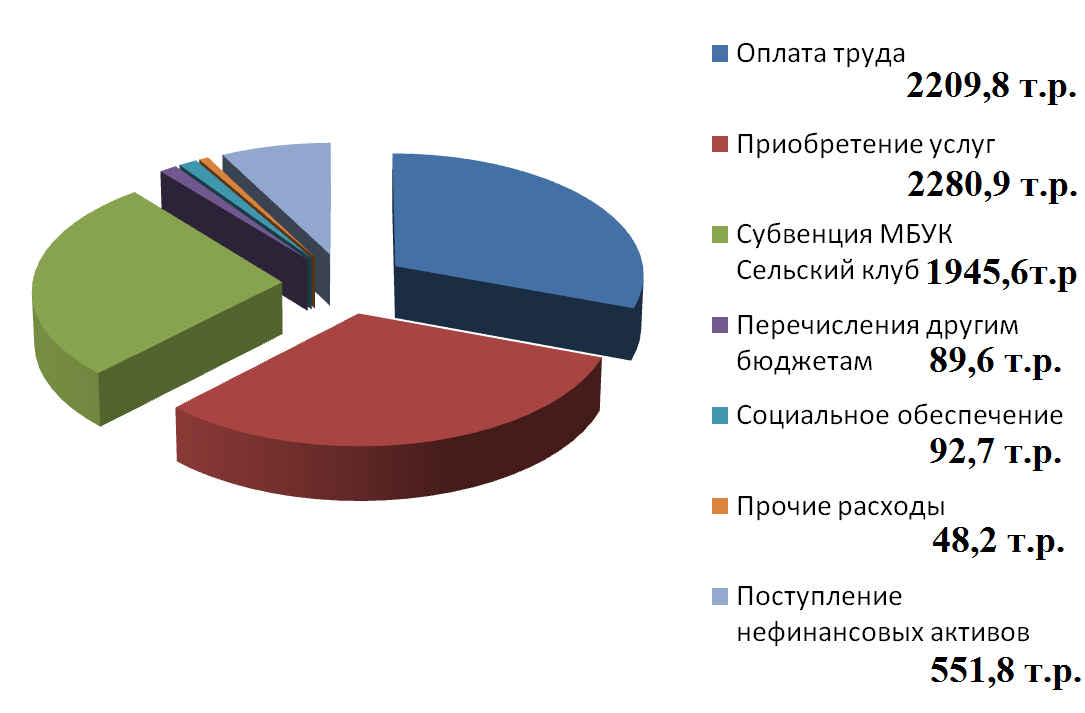 Оплата труда
2209,8 т.р.
Приобретение услуг
2280,9 т.р.
Субвенция МБУК
Сельский клуб 1945,6т.р
Перечисления другим
бюджетам 89,6 т.р.
Социальное обеспечение
92,7 т.р.
Прочие расходы
48,2 т.р.
Поступление
нефинансовых активов
551,8 т.р.